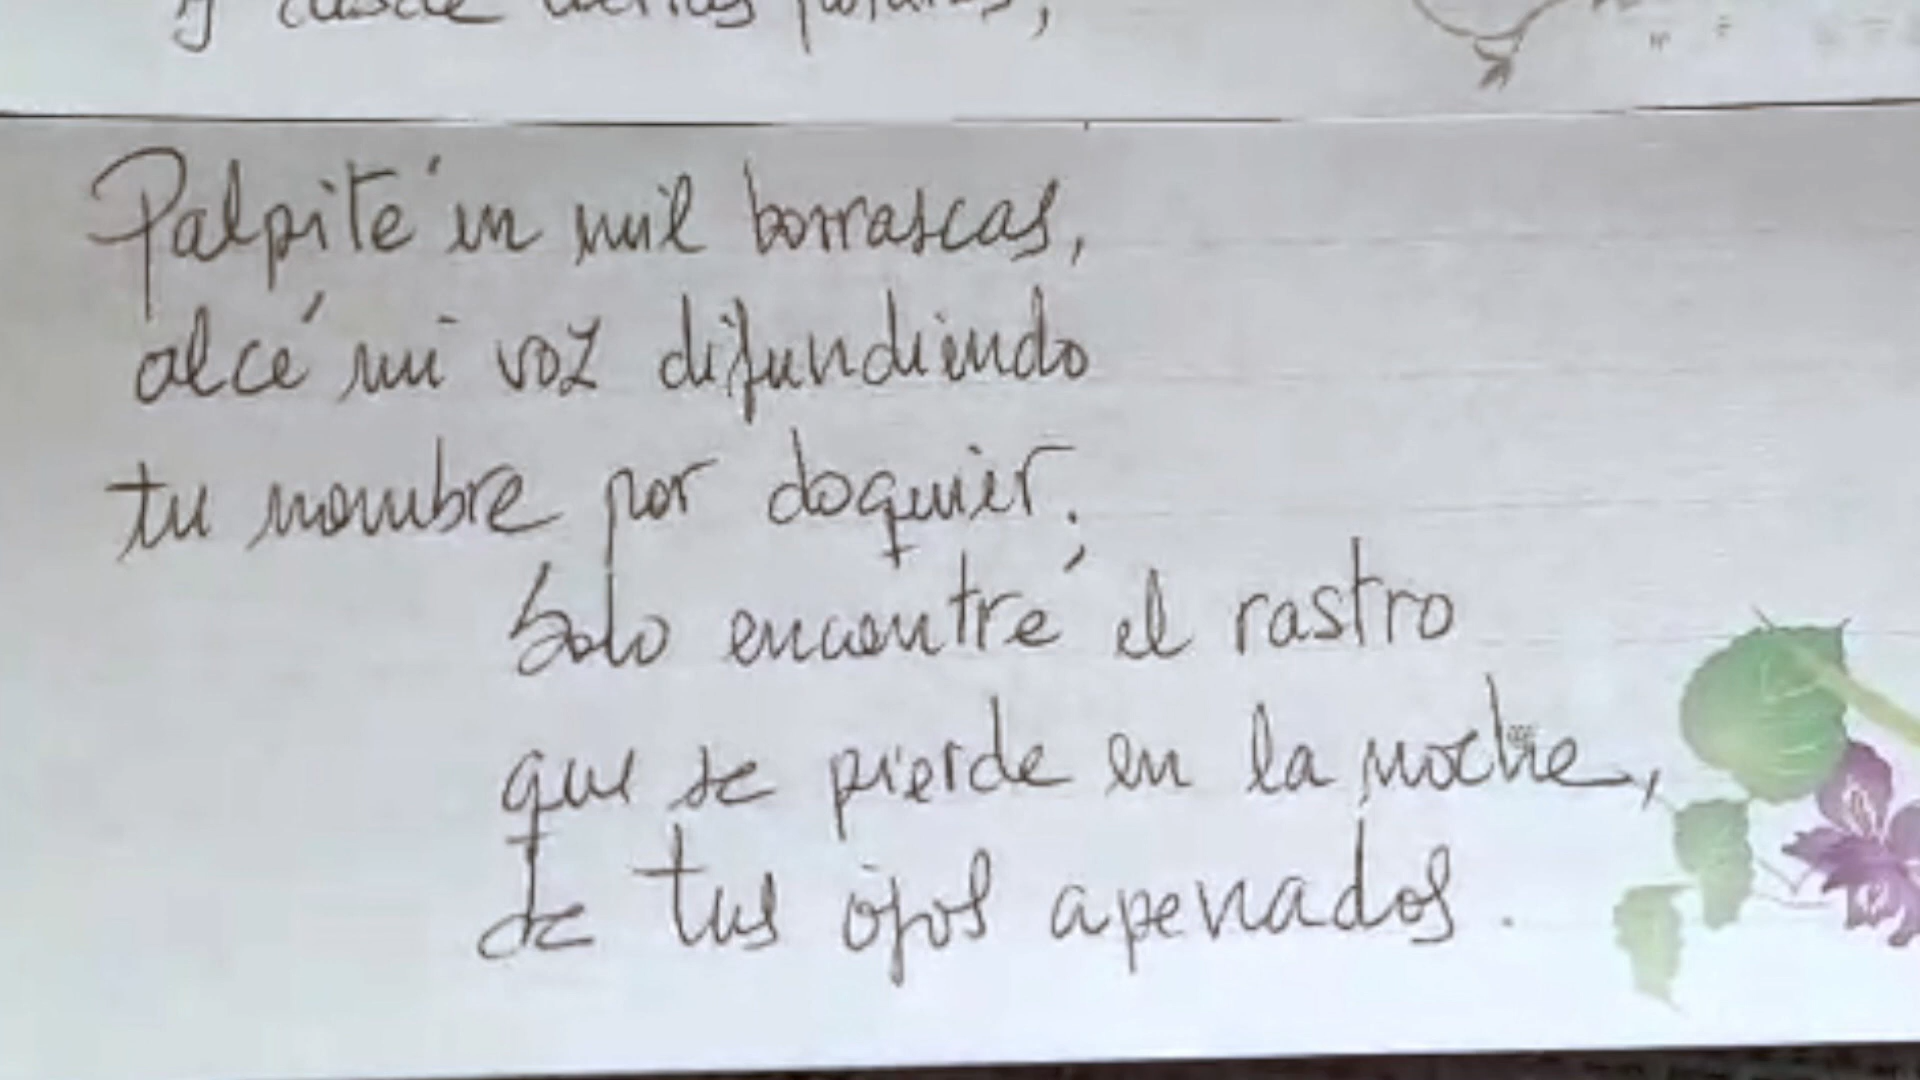 y desde
Palpité en mil borrascas,
alcé mi voz difundiendo
tu nombre por doquier.
Solo encontré el rastro
que se pierde en la noche,
de tus ojos apenados.